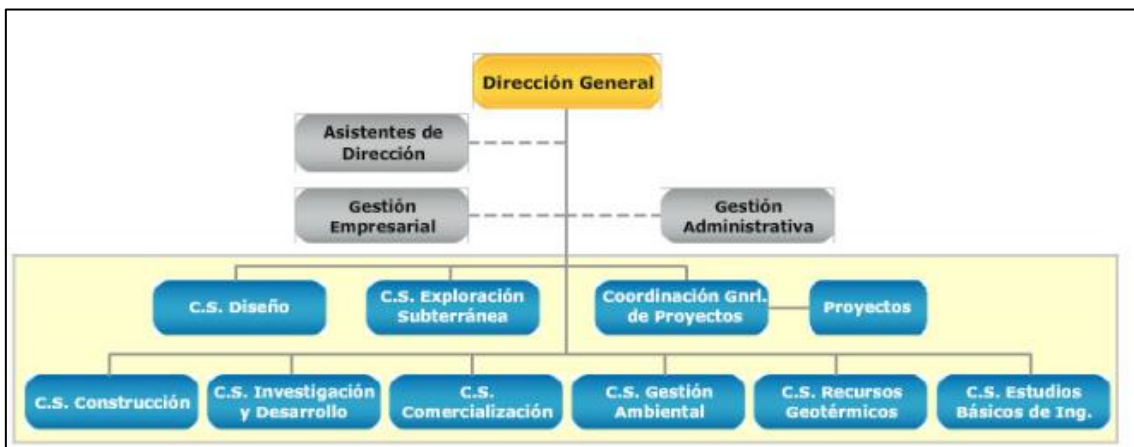 Dirección General
Asistentes de
Dirección
Gestión
Empresarial
Gestión
Administrativa
C.S. Diseño
C.S. Exploración
Subterránea
Coordinación Gnrl.
de Proyectos
Proyectos
C.S. Construcción
C.S. Investigación
y Desarrollo
C.S.
Comercialización
C.S. Gestión
Ambiental
C.S. Recursos
Geotérmicos
C.S. Estudios
Básicos de Ing.